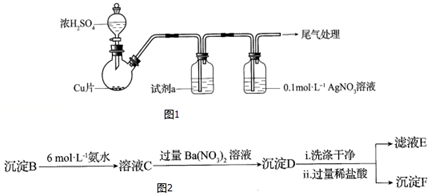 浓H₂SO₄
尾气处理
Cu片
试剂a
0.1mol·L⁻¹ AgNO₃溶液
图1
沉淀B 6 mol·L⁻¹氨水 溶液C 过量 Ba(NO₃)₂ 溶液 沉淀D i.洗涤干净 ii.过量稀盐酸 滤液E 沉淀F
图2